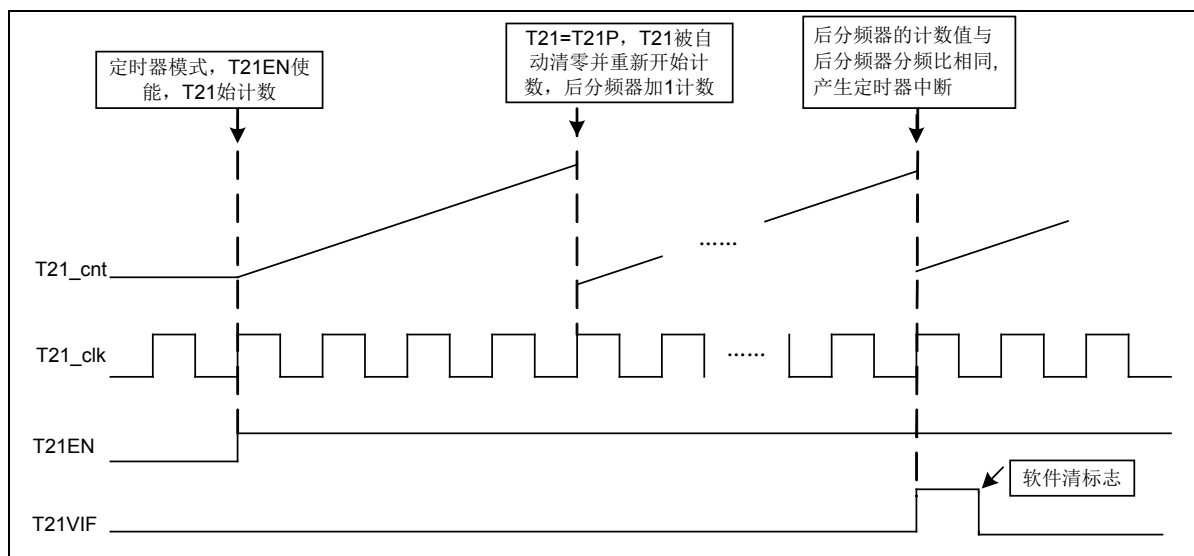 定时器模式，T21EN使
能，T21始计数
T21=T21P，T21被自
动清零并重新开始计
数，后分频器加1计数
后分频器的计数值与
后分频器分频比相同,
产生定时器中断
T21_cnt
……
T21_clk
……
T21EN
软件清标志
T21VIF